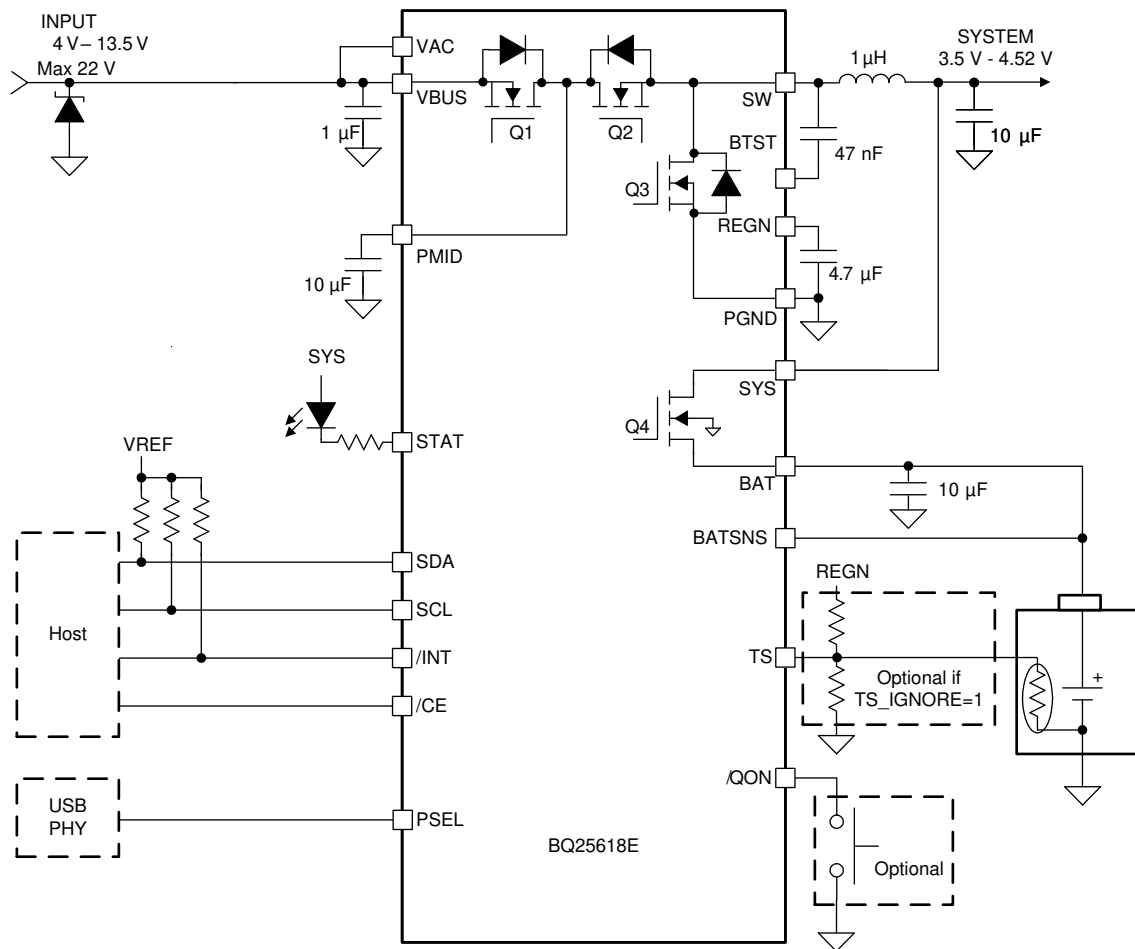 INPUT
4 V – 13.5 V
Max 22 V
VAC
VBUS
1 µF
Q1
Q2
SW
1 µH
SYSTEM
3.5 V - 4.52 V
10 µF
BTST
47 nF
Q3
REGN
4.7 µF
PMID
10 µF
PGND
SYS
SYS
Q4
STAT
VREF
BAT
10 µF
BATSNS
SDA
REGN
SCL
Host
/INT
TS
Optional if
TS_IGNORE=1
+
/CE
/QON
USB
PHY
PSEL
BQ25618E
Optional